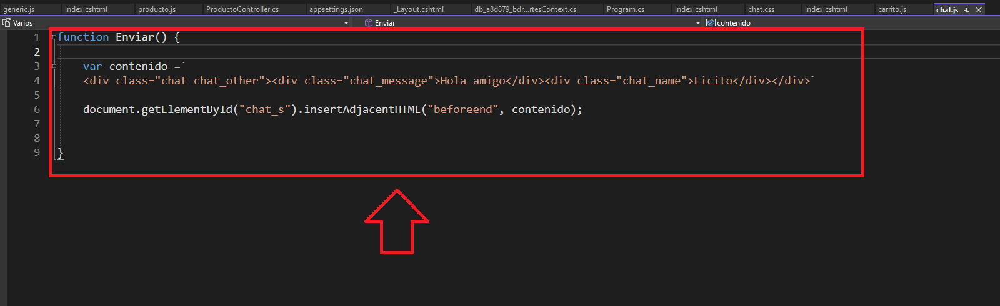 generic.js Index.cshtml producto.js ProductoController.cs appsettings.json _Layout.cshtml db_a8d879_bdr...rtesContext.cs Program.cs Index.cshtml chat.css Index.cshtml carrito.js chat.js
Varios Enviar contenido
1 function Enviar() {
2
3 var contenido =`
4 <div class="chat chat_other"><div class="chat_message">Hola amigo</div><div class="chat_name">Licito</div></div>`
5
6 document.getElementById("chat_s").insertAdjacentHTML("beforeend", contenido);
7
8
9 }